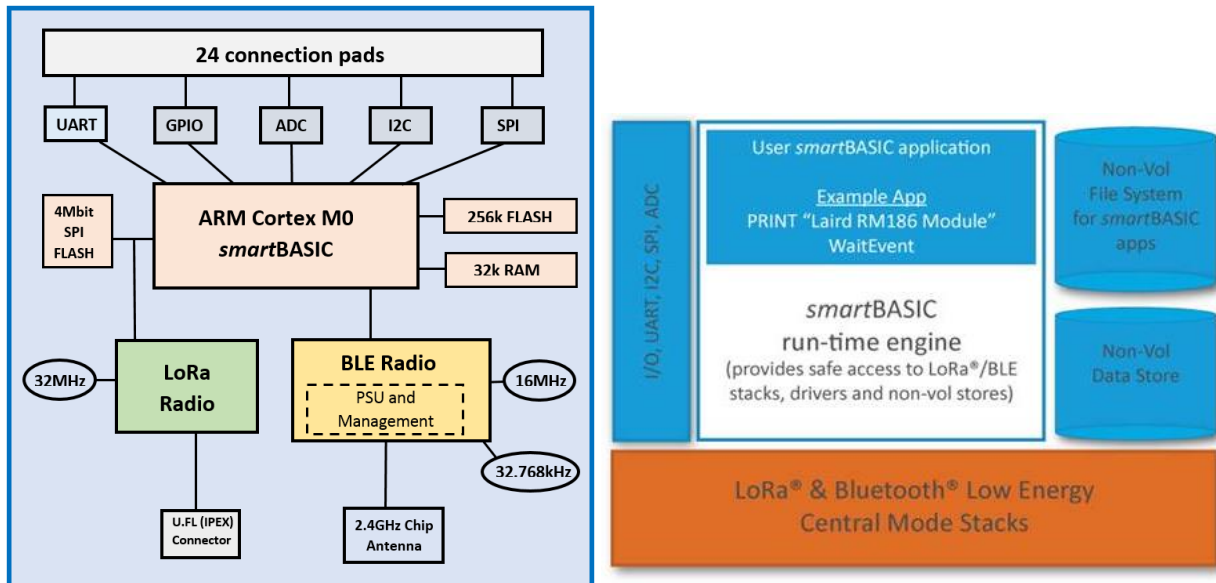 24 connection pads
UART
GPIO
ADC
I2C
SPI
4Mbit
SPI
FLASH
ARM Cortex M0
smartBASIC
256k FLASH
32k RAM
32MHz
LoRa
Radio
BLE Radio
PSU and
Management
16MHz
32.768kHz
U.FL (IPEX)
Connector
2.4GHz Chip
Antenna
I/O, UART, I2C, SPI, ADC
User smartBASIC application
Example App
PRINT “Laird RM186 Module”
WaitEvent
smartBASIC
run-time engine
(provides safe access to LoRa®/BLE
stacks, drivers and non-vol stores)
Non-Vol
File System
for smartBASIC
apps
Non-Vol
Data Store
LoRa® & Bluetooth® Low Energy
Central Mode Stacks